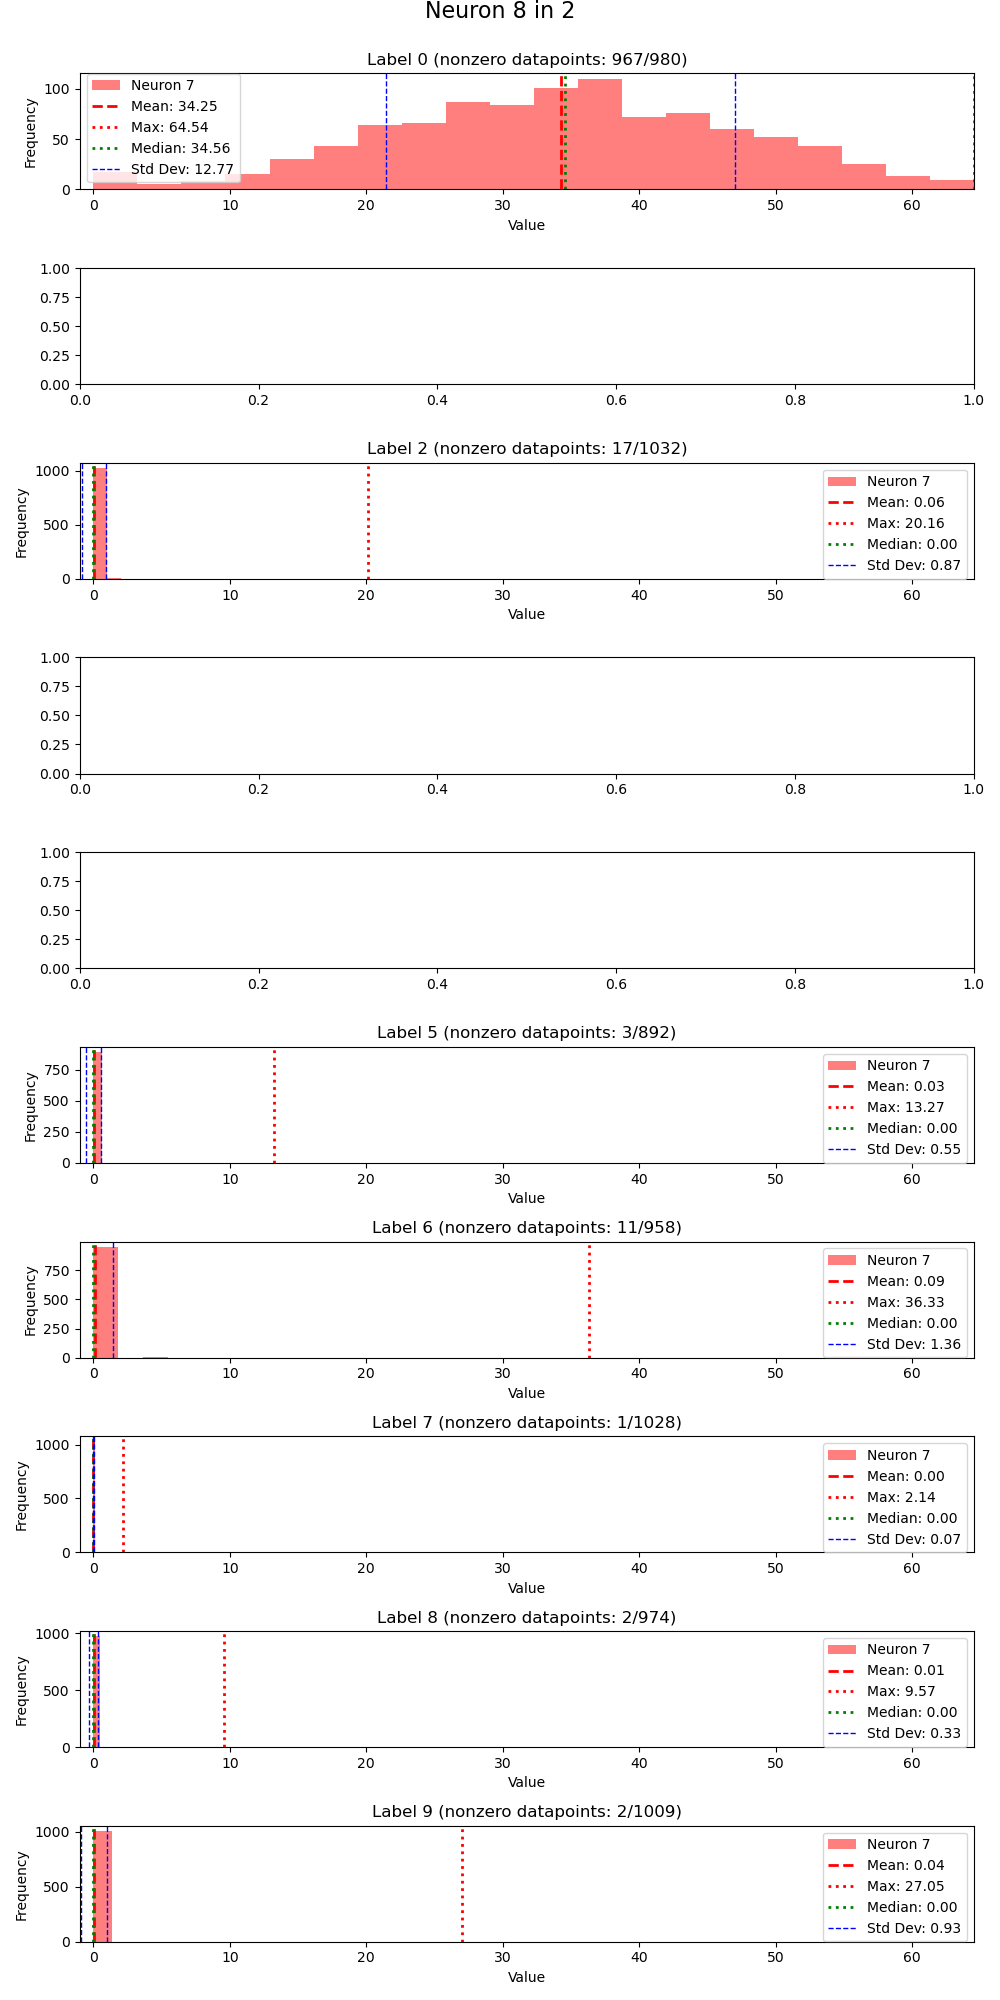 Neuron 8 in 2
Label 0 (nonzero datapoints: 967/980)
Frequency
100
50
0
Neuron 7
Mean: 34.25
Max: 64.54
Median: 34.56
Std Dev: 12.77
0 10 20 30 40 50 60
Value
1.00
0.75
0.50
0.25
0.00
0.0 0.2 0.4 0.6 0.8 1.0
Label 2 (nonzero datapoints: 17/1032)
Frequency
1000
500
0
Neuron 7
Mean: 0.06
Max: 20.16
Median: 0.00
Std Dev: 0.87
0 10 20 30 40 50 60
Value
1.00
0.75
0.50
0.25
0.00
0.0 0.2 0.4 0.6 0.8 1.0
1.00
0.75
0.50
0.25
0.00
0.0 0.2 0.4 0.6 0.8 1.0
Label 5 (nonzero datapoints: 3/892)
Frequency
750
500
250
0
Neuron 7
Mean: 0.03
Max: 13.27
Median: 0.00
Std Dev: 0.55
0 10 20 30 40 50 60
Value
Label 6 (nonzero datapoints: 11/958)
Frequency
750
500
250
0
Neuron 7
Mean: 0.09
Max: 36.33
Median: 0.00
Std Dev: 1.36
0 10 20 30 40 50 60
Value
Label 7 (nonzero datapoints: 1/1028)
Frequency
1000
500
0
Neuron 7
Mean: 0.00
Max: 2.14
Median: 0.00
Std Dev: 0.07
0 10 20 30 40 50 60
Value
Label 8 (nonzero datapoints: 2/974)
Frequency
1000
500
0
Neuron 7
Mean: 0.01
Max: 9.57
Median: 0.00
Std Dev: 0.33
0 10 20 30 40 50 60
Value
Label 9 (nonzero datapoints: 2/1009)
Frequency
1000
500
0
Neuron 7
Mean: 0.04
Max: 27.05
Median: 0.00
Std Dev: 0.93
0 10 20 30 40 50 60
Value